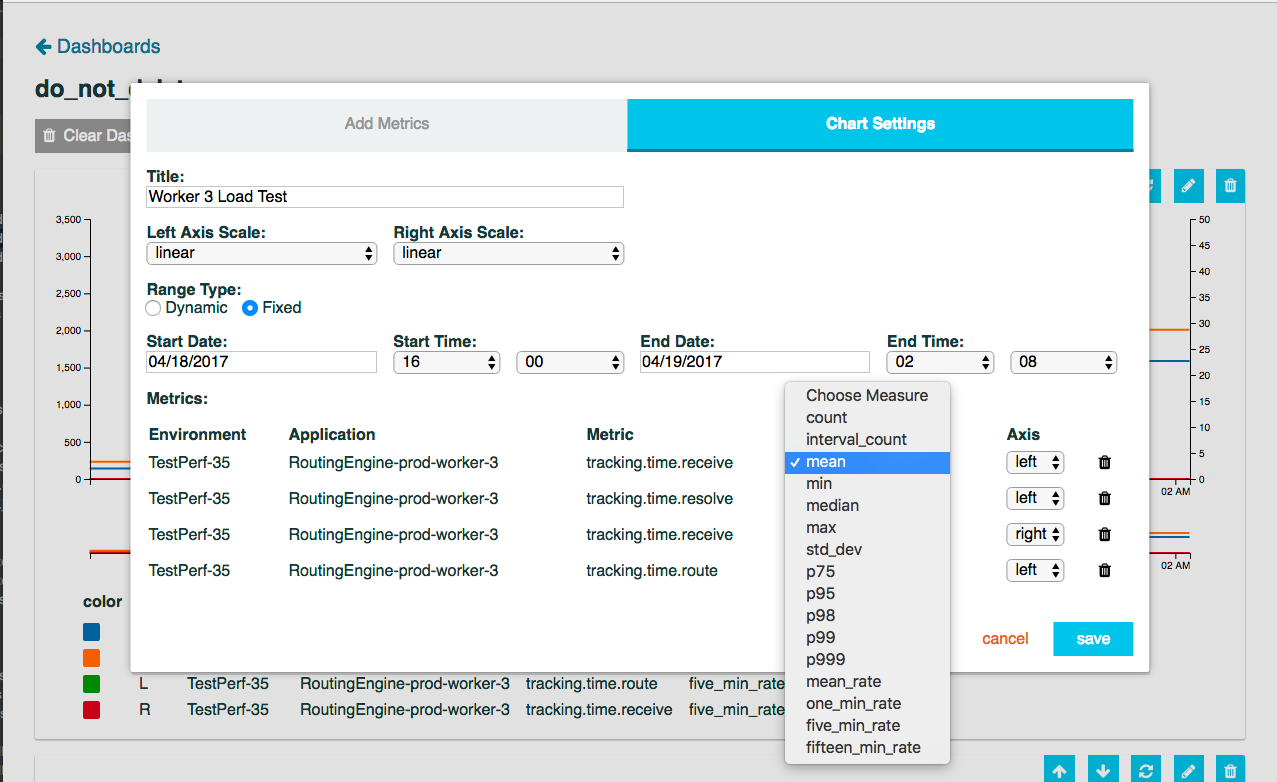 Dashboards
do_not_
Clear Das
Add Metrics
Chart Settings
Title:
Worker 3 Load Test
Left Axis Scale: Right Axis Scale:
linear linear
Range Type:
Dynamic Fixed
Start Date: Start Time: End Date: End Time:
04/18/2017 16 00 04/19/2017 02 08
Metrics:
Environment Application Metric Axis
TestPerf-35 RoutingEngine-prod-worker-3 tracking.time.receive left
TestPerf-35 RoutingEngine-prod-worker-3 tracking.time.resolve left
TestPerf-35 RoutingEngine-prod-worker-3 tracking.time.receive right
TestPerf-35 RoutingEngine-prod-worker-3 tracking.time.route left
Choose Measure
count
interval_count
mean
min
median
max
std_dev
p75
p95
p98
p99
p999
mean_rate
one_min_rate
five_min_rate
fifteen_min_rate
cancel save
3,500
3,000
2,500
2,000
1,500
1,000
500
0
50
45
40
35
30
25
20
15
10
5
0
02 AM
02 AM
color
L TestPerf-35 RoutingEngine-prod-worker-3 tracking.time.route five_min_rate
R TestPerf-35 RoutingEngine-prod-worker-3 tracking.time.receive five_min_rate